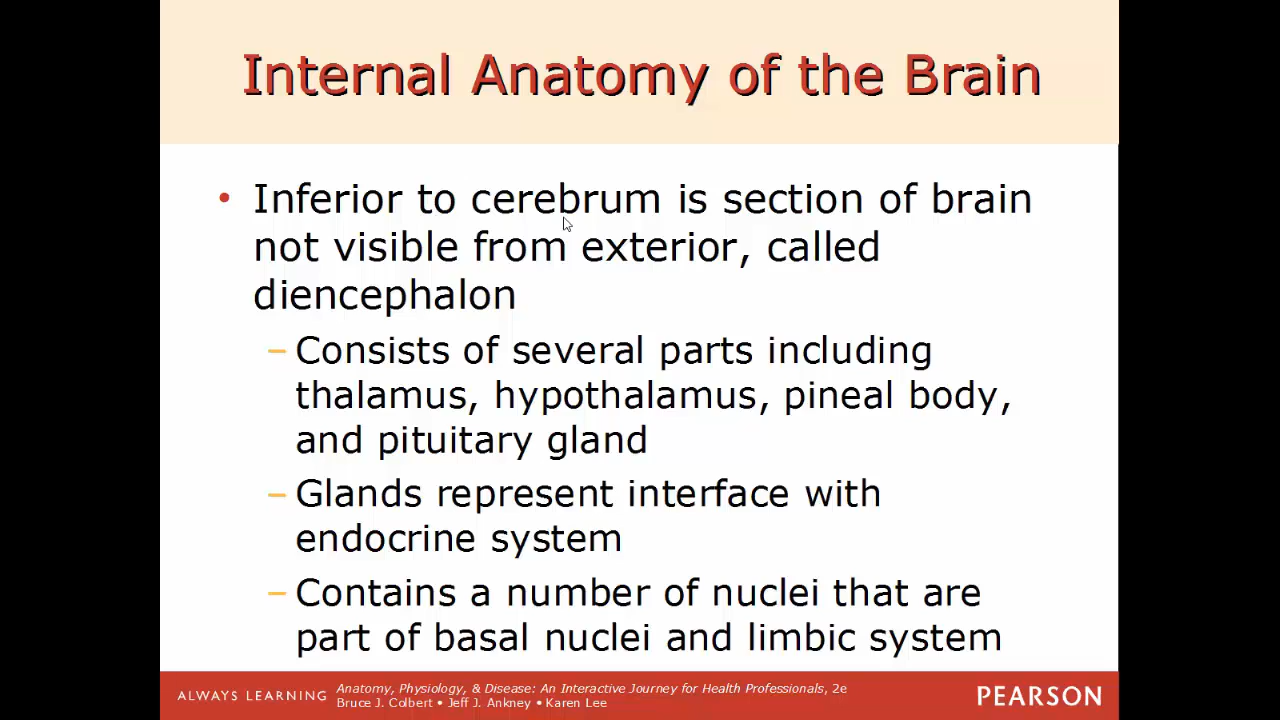 Internal Anatomy of the Brain
• Inferior to cerebrum is section of brain
not visible from exterior, called
diencephalon
– Consists of several parts including
thalamus, hypothalamus, pineal body,
and pituitary gland
– Glands represent interface with
endocrine system
– Contains a number of nuclei that are
part of basal nuclei and limbic system
ALWAYS LEARNING
Anatomy, Physiology, & Disease: An Interactive Journey for Health Professionals, 2e
Bruce J. Colbert • Jeff J. Ankney • Karen Lee
PEARSON